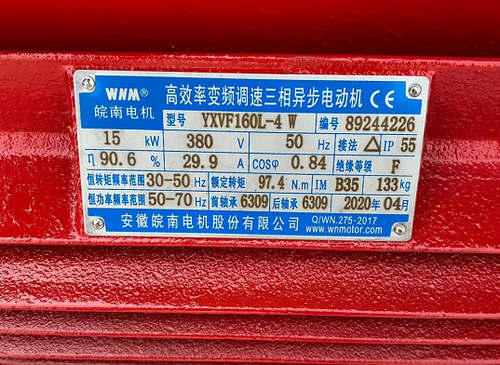 WNM® 高效率变频调速三相异步电动机 CE
皖南电机 型号 YXVF160L-4 W 编号 89244226
15 kW 380 V 50 Hz 接法 △ IP 55
η 90.6 % 29.9 A COSφ 0.84 绝缘等级 F
恒转矩频率范围 30-50 Hz 额定转矩 97.4 N.m IM B35 133 kg
恒功率频率范围 50-70 Hz 前轴承 6309 后轴承 6309 2020年04月
安徽皖南电机股份有限公司 Q/WN.275-2017
www.wnmotor.com